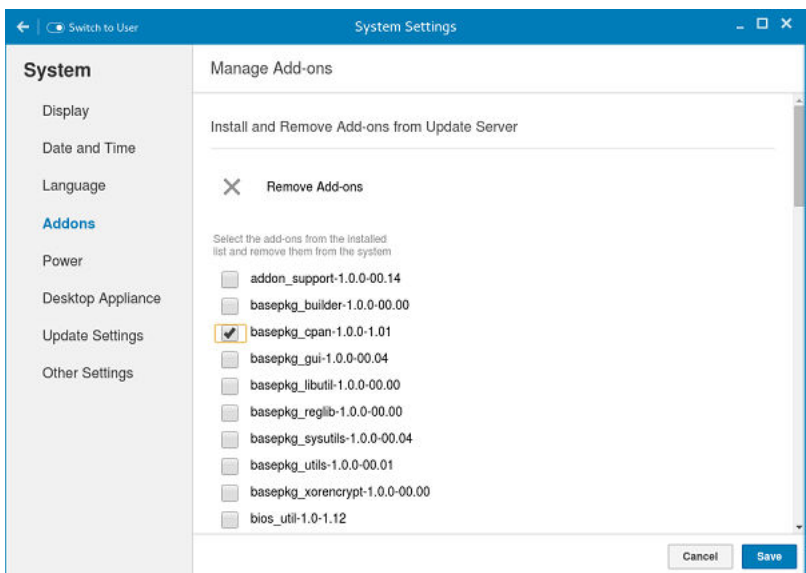 Switch to User
System Settings
System
Display
Date and Time
Language
Addons
Power
Desktop Appliance
Update Settings
Other Settings
Manage Add-ons
Install and Remove Add-ons from Update Server
Remove Add-ons
Select the add-ons from the installed
list and remove them from the system
addon_support-1.0.0-00.14
basepkg_builder-1.0.0-00.00
basepkg_cpan-1.0.0-1.01
basepkg_gui-1.0.0-00.04
basepkg_libutil-1.0.0-00.00
basepkg_reglib-1.0.0-00.00
basepkg_sysutils-1.0.0-00.04
basepkg_utils-1.0.0-00.01
basepkg_xorencrypt-1.0.0-00.00
bios_util-1.0-1.12
Cancel
Save